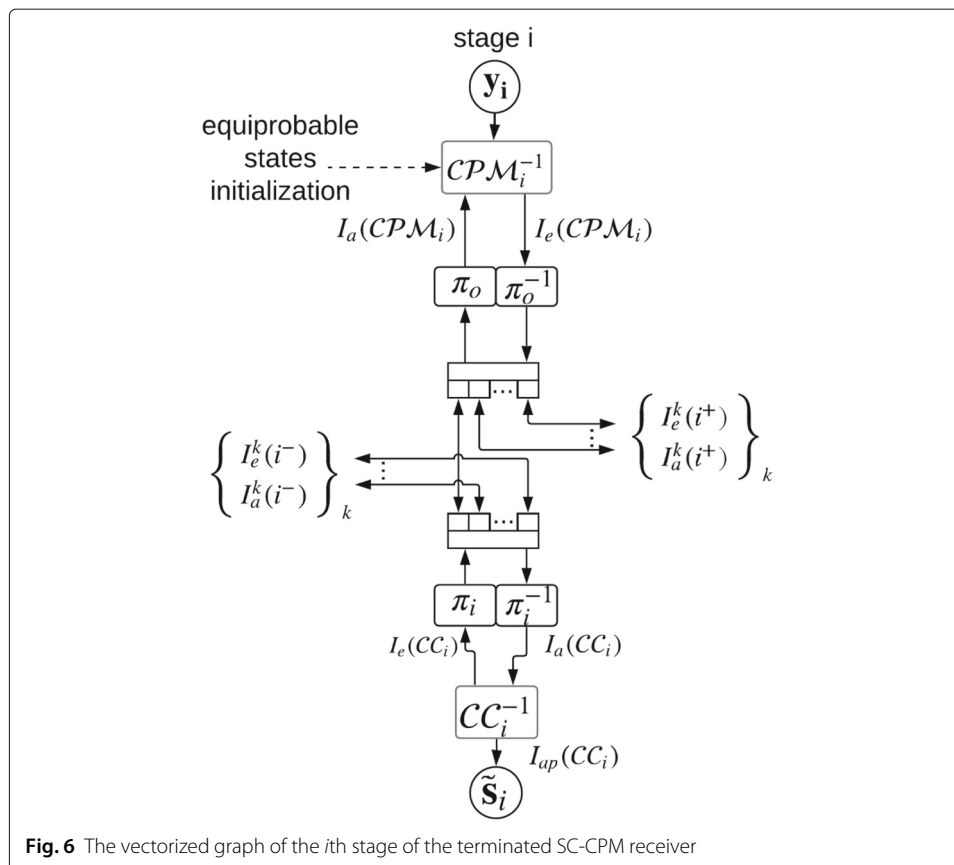 stage i
y_i
equiprobable
states
initialization
CPM_i^{-1}
I_a(CPM_i)
I_e(CPM_i)
π_o
π_o^{-1}
...
{ I_e^k(i^+)
I_a^k(i^+) }_k
{ I_e^k(i^-)
I_a^k(i^-) }_k
...
π_i
π_i^{-1}
I_e(CC_i)
I_a(CC_i)
CC_i^{-1}
I_{ap}(CC_i)
s̃_i
Fig. 6 The vectorized graph of the ith stage of the terminated SC-CPM receiver